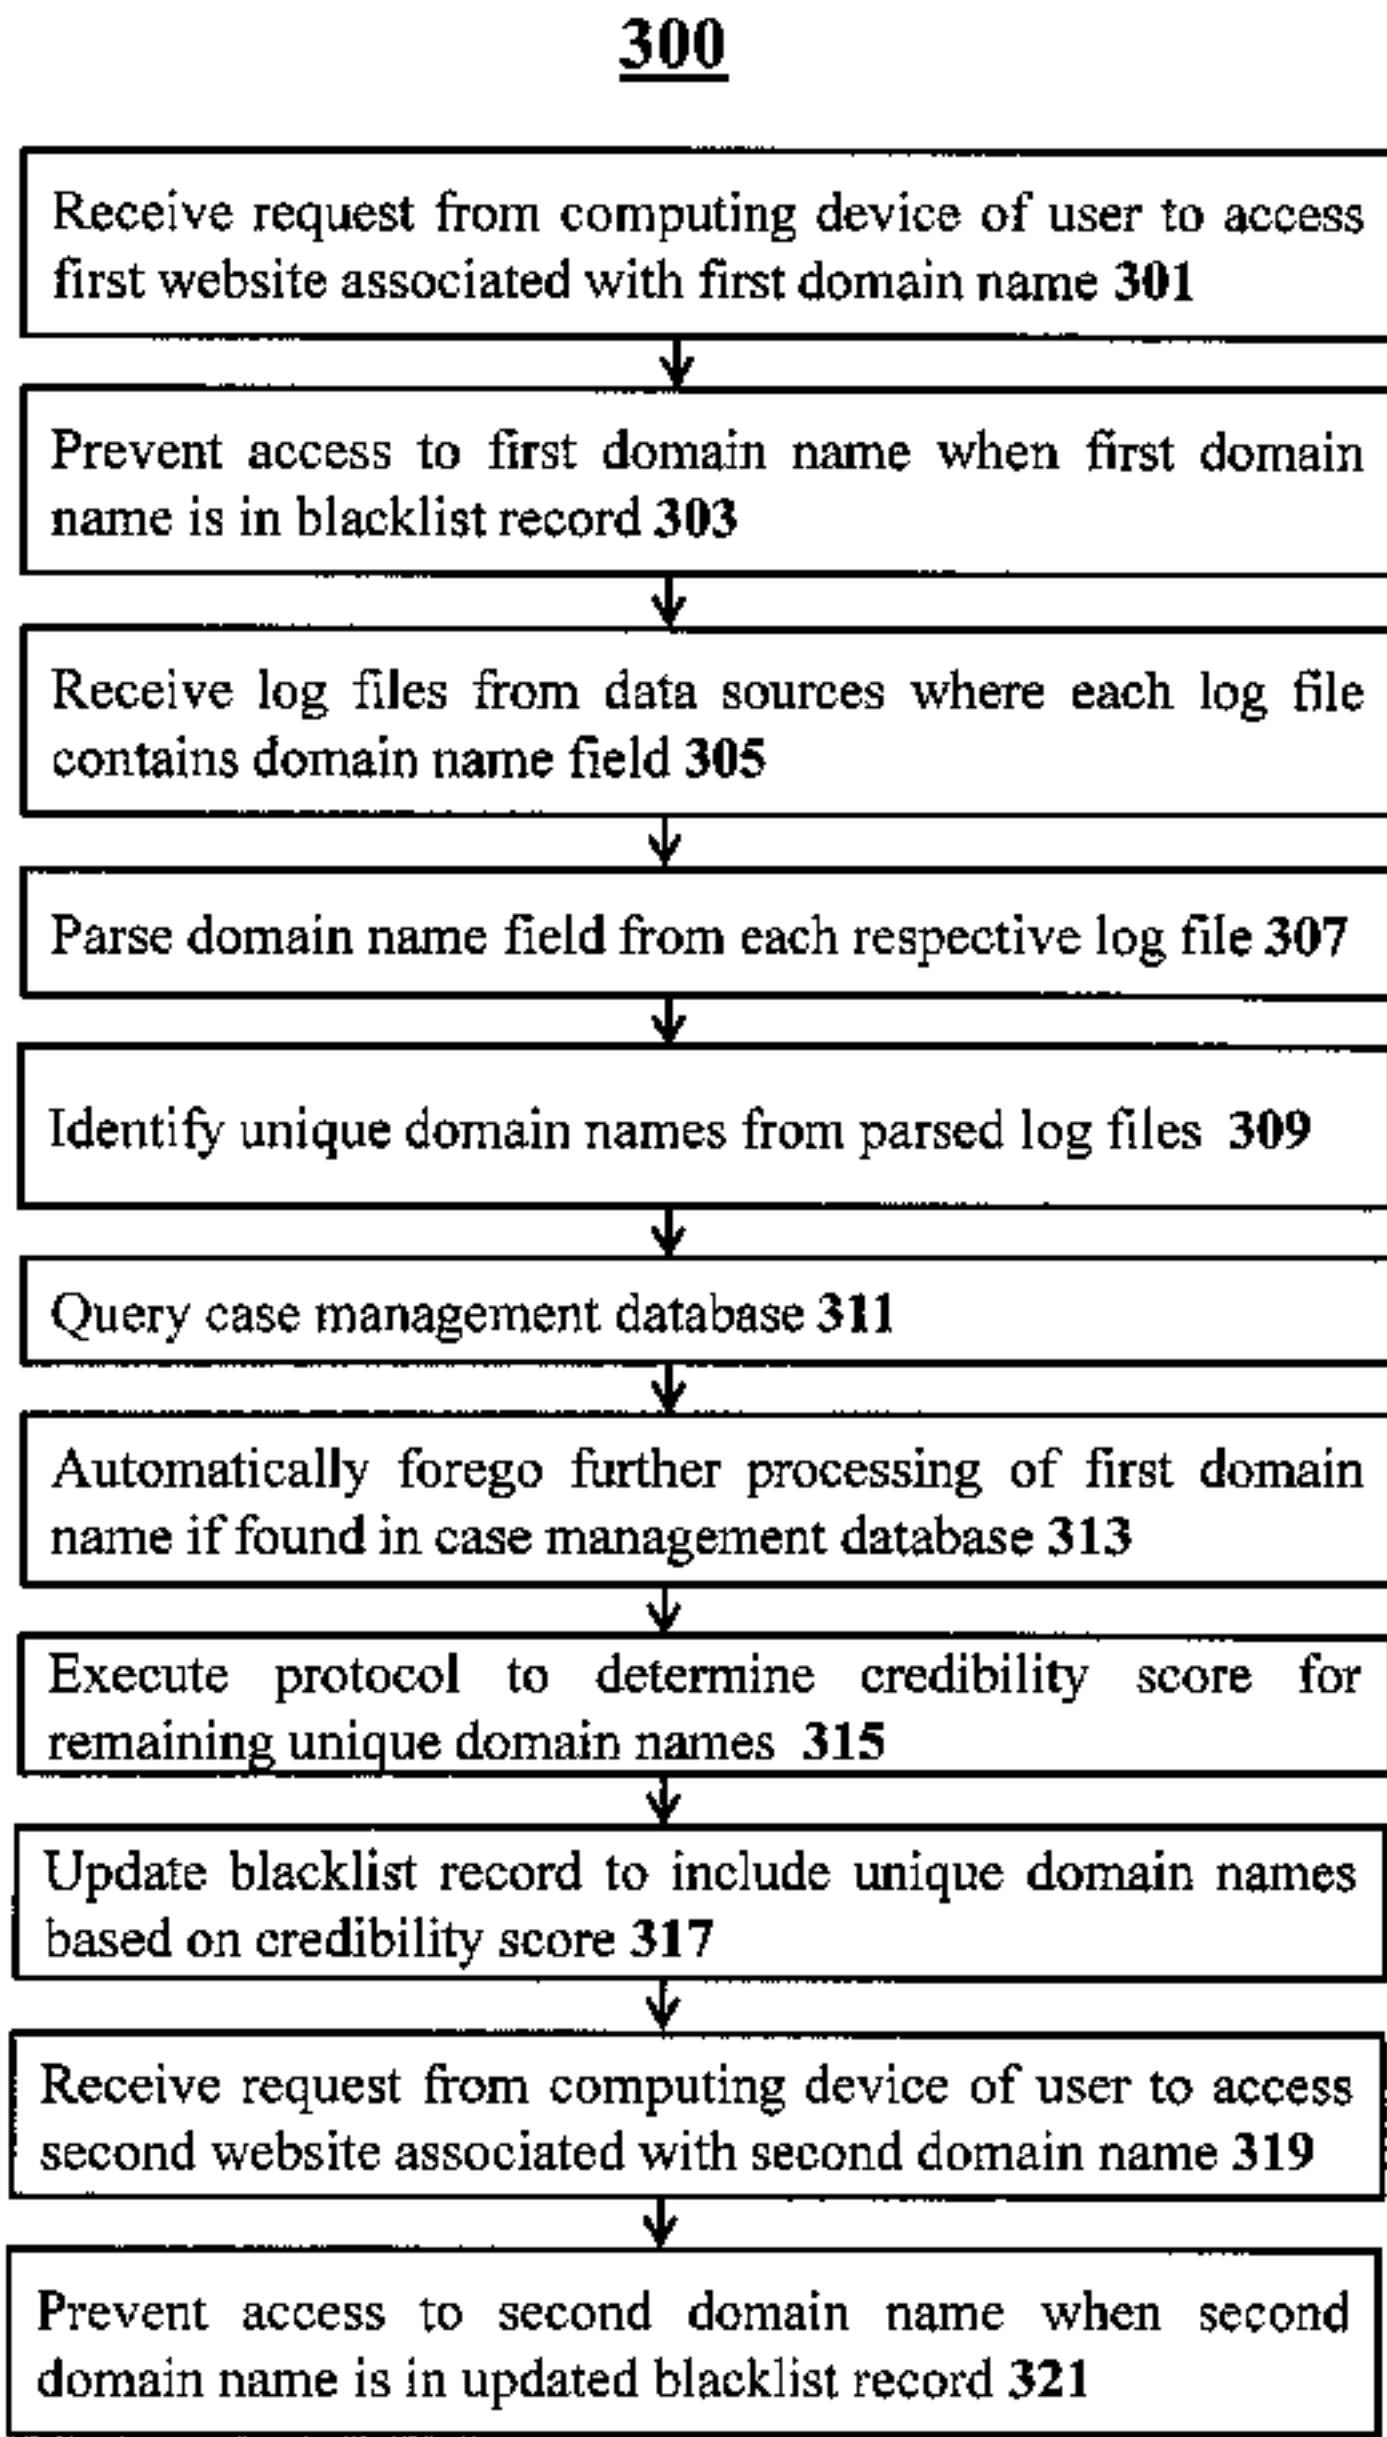 300
Receive request from computing device of user to access
first website associated with first domain name 301
Prevent access to first domain name when first domain
name is in blacklist record 303
Receive log files from data sources where each log file
contains domain name field 305
Parse domain name field from each respective log file 307
Identify unique domain names from parsed log files 309
Query case management database 311
Automatically forego further processing of first domain
name if found in case management database 313
Execute protocol to determine credibility score for
remaining unique domain names 315
Update blacklist record to include unique domain names
based on credibility score 317
Receive request from computing device of user to access
second website associated with second domain name 319
Prevent access to second domain name when second
domain name is in updated blacklist record 321